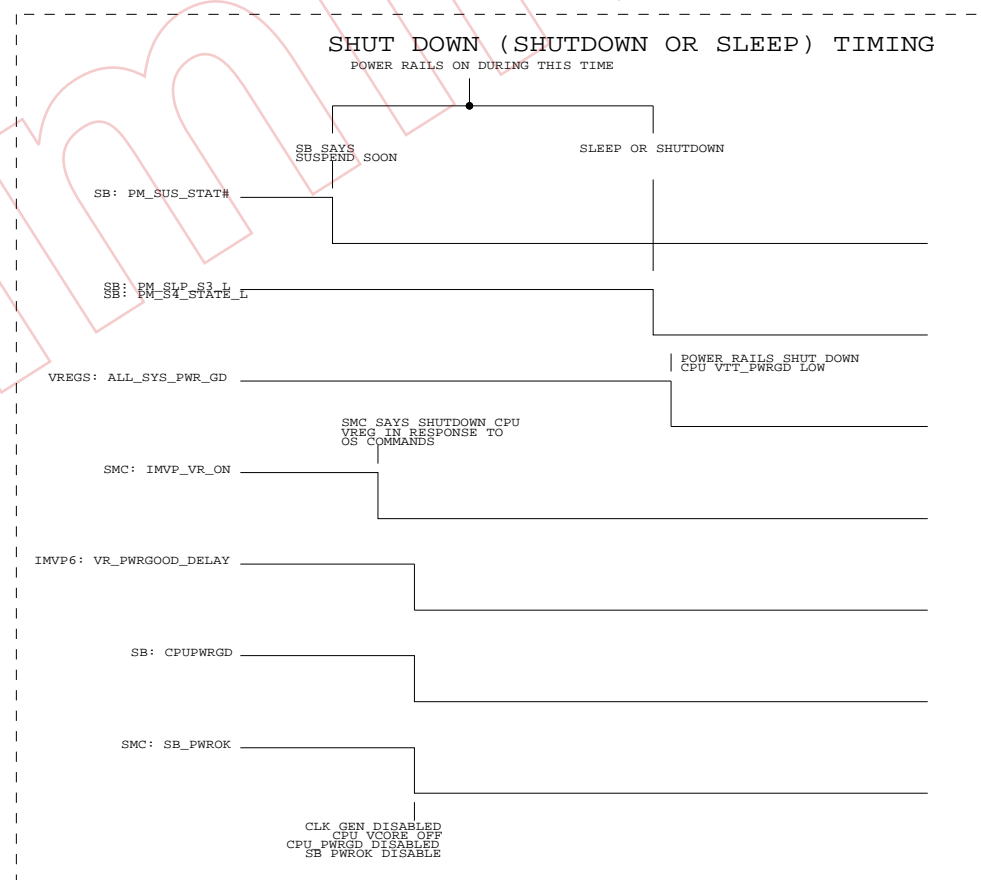 SHUT DOWN (SHUTDOWN OR SLEEP) TIMING
POWER RAILS ON DURING THIS TIME
SB SAYS
SUSPEND SOON
SLEEP OR SHUTDOWN
SB: PM_SUS_STAT#
SB: PM_SLP_S3_L
SB: PM_S4_STATE_L
POWER RAILS SHUT DOWN
CPU VTT_PWRGD LOW
VREGS: ALL_SYS_PWR_GD
SMC SAYS SHUTDOWN CPU
VREG IN RESPONSE TO
OS COMMANDS
SMC: IMVP_VR_ON
IMVP6: VR_PWRGOOD_DELAY
SB: CPUPWRGD
SMC: SB_PWROK
CLK GEN DISABLED
CPU VCORE OFF
CPU_PWRGD DISABLED
SB PWROK DISABLE